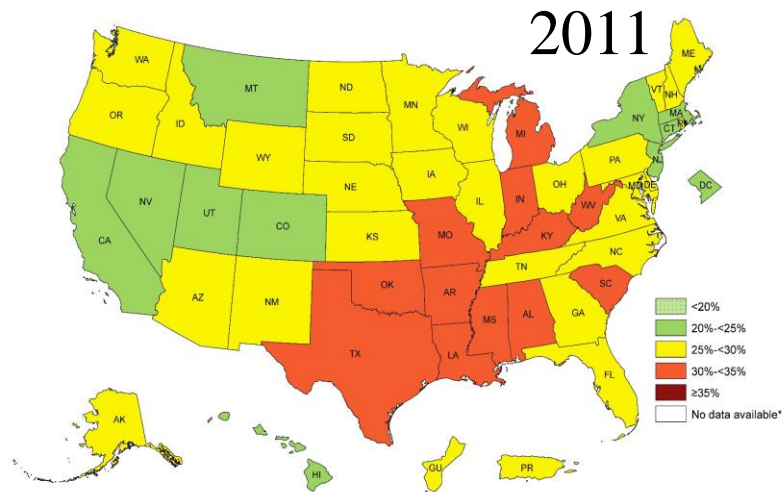 2011
WA
MT
ND
MN
ME
VT
NH
OR
ID
SD
WI
MI
NY
MA
CT
RI
WY
IA
PA
NJ
NE
NV
UT
CO
IL
IN
OH
MD
DE
DC
WV
VA
CA
KS
MO
KY
NC
TN
AZ
NM
OK
AR
SC
MS
AL
GA
TX
LA
FL
AK
HI
GU
PR
<20%
20%-<25%
25%-<30%
30%-<35%
≥35%
No data available*